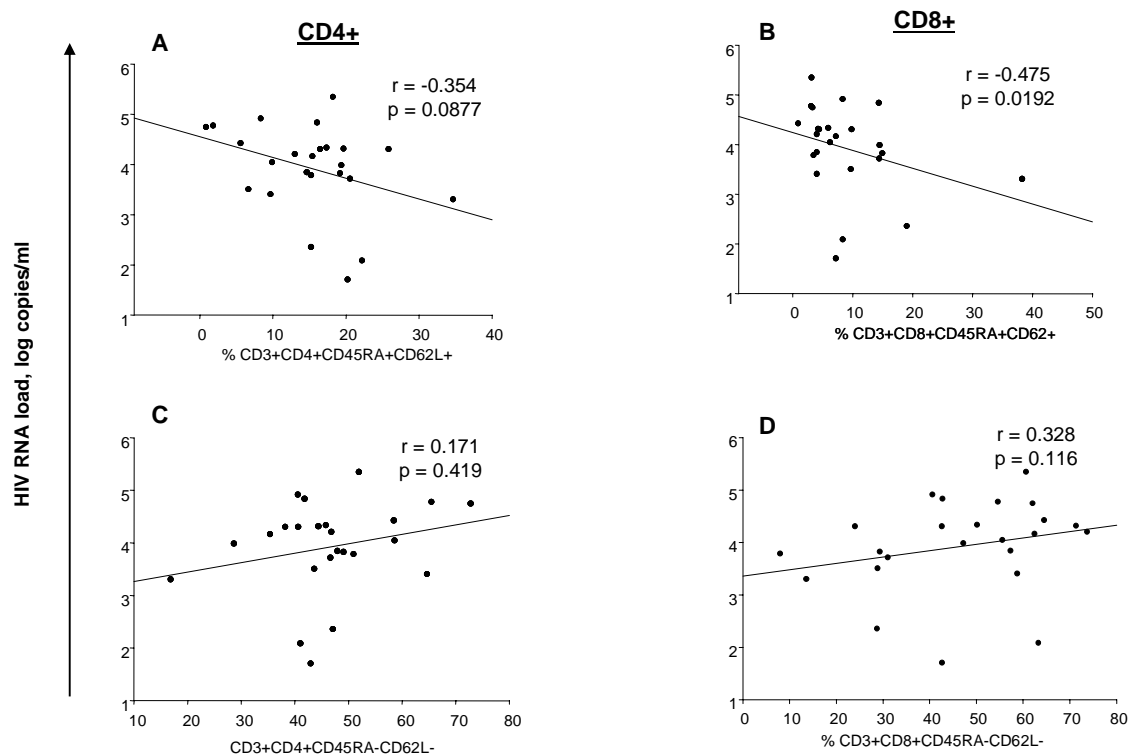 CD4+
CD8+
A
r = -0.354
p = 0.0877
6
5
4
3
2
1
0
10
20
30
40
% CD3+CD4+CD45RA+CD62L+
B
r = -0.475
p = 0.0192
6
5
4
3
2
1
0
10
20
30
40
50
% CD3+CD8+CD45RA+CD62+
HIV RNA load, log copies/ml
C
r = 0.171
p = 0.419
6
5
4
3
2
1
10
20
30
40
50
60
70
80
CD3+CD4+CD45RA-CD62L-
D
r = 0.328
p = 0.116
6
5
4
3
2
1
0
10
20
30
40
50
60
70
80
% CD3+CD8+CD45RA-CD62L-